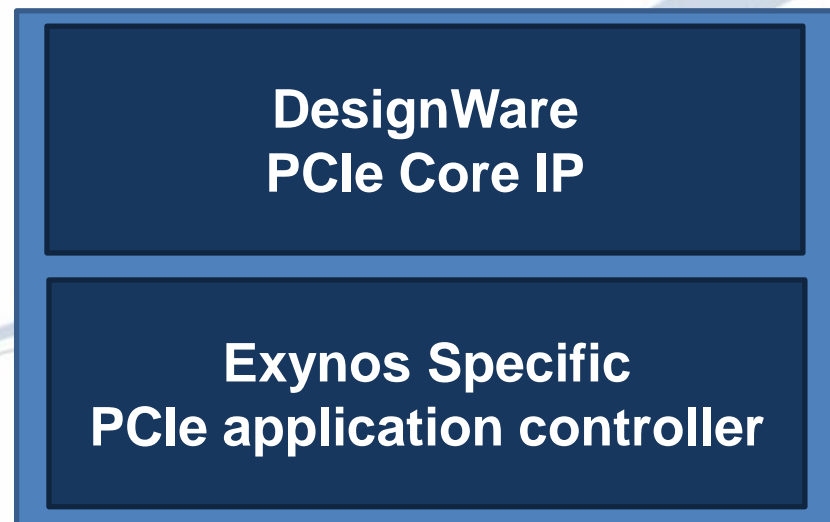 DesignWare
PCIe Core IP
Exynos Specific
PCIe application controller